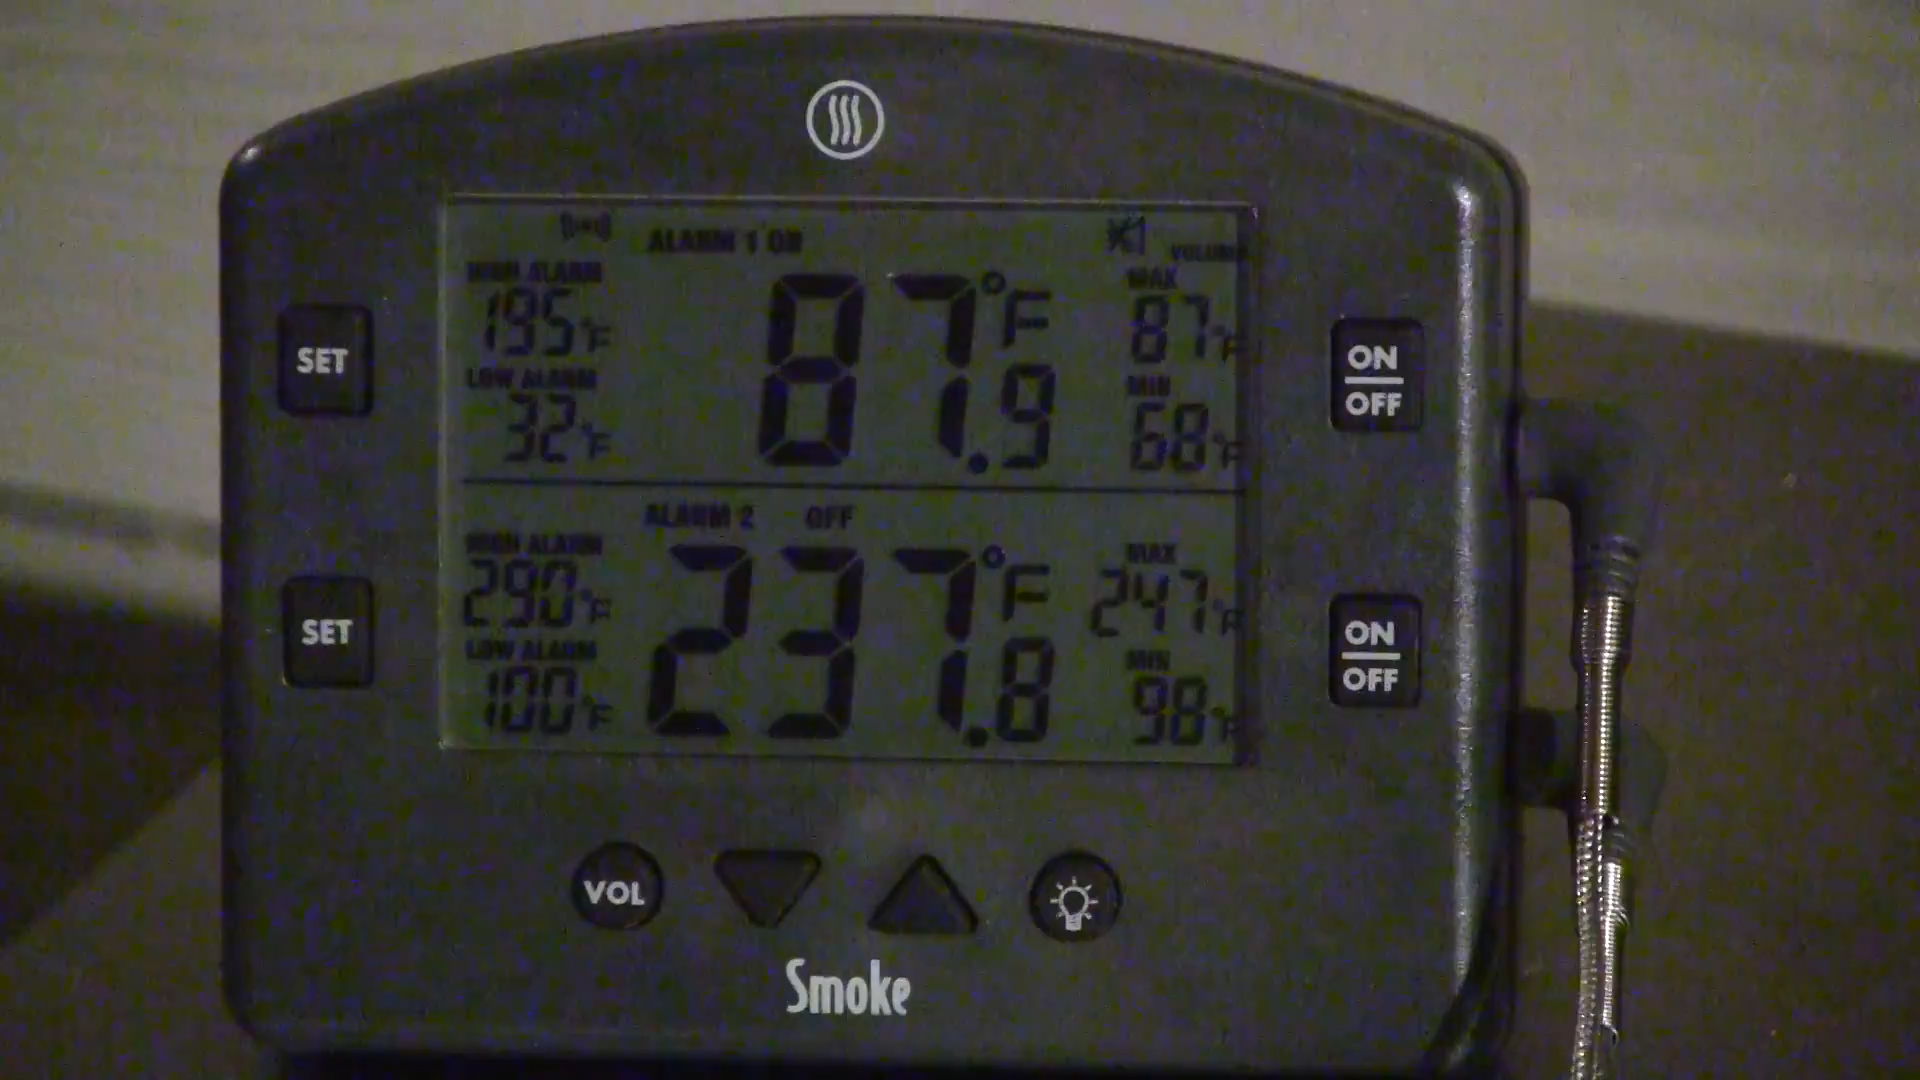 ALARM 1 ON
VOLUME
HIGH ALARM
195°F
87.9°F
MAX
87°F
LOW ALARM
32°F
MIN
68°F
SET
ON
OFF
ALARM 2 OFF
HIGH ALARM
290°F
237.8°F
MAX
247°F
LOW ALARM
100°F
MIN
98°F
SET
ON
OFF
VOL
Smoke